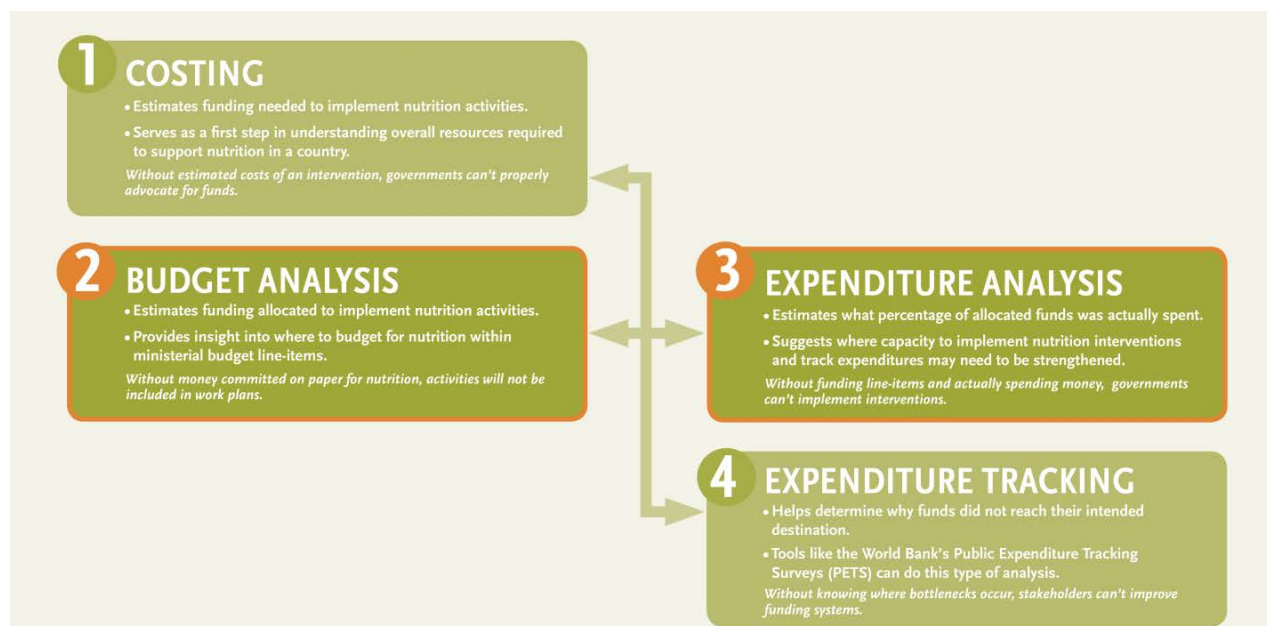 1
COSTING
• Estimates funding needed to implement nutrition activities.
• Serves as a first step in understanding overall resources required
to support nutrition in a country.
Without estimated costs of an intervention, governments can't properly
advocate for funds.
2
BUDGET ANALYSIS
• Estimates funding allocated to implement nutrition activities.
• Provides insight into where to budget for nutrition within
ministerial budget line-items.
Without money committed on paper for nutrition, activities will not be
included in work plans.
3
EXPENDITURE ANALYSIS
• Estimates what percentage of allocated funds was actually spent.
• Suggests where capacity to implement nutrition interventions
and track expenditures may need to be strengthened.
Without funding line-items and actually spending money, governments
can't implement interventions.
4
EXPENDITURE TRACKING
• Helps determine why funds did not reach their intended
destination.
• Tools like the World Bank's Public Expenditure Tracking
Surveys (PETS) can do this type of analysis.
Without knowing where bottlenecks occur, stakeholders can't improve
funding systems.